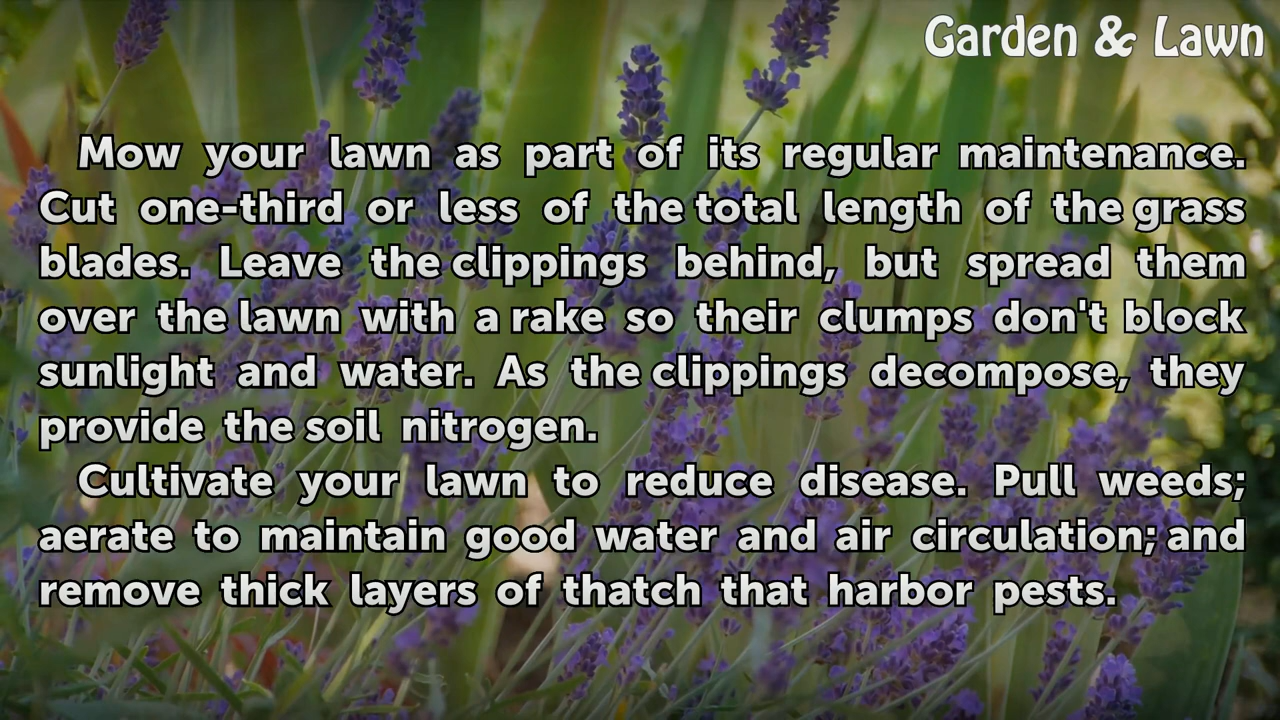 Garden & Lawn
Mow your lawn as part of its regular maintenance.
Cut one-third or less of the total length of the grass
blades. Leave the clippings behind, but spread them
over the lawn with a rake so their clumps don't block
sunlight and water. As the clippings decompose, they
provide the soil nitrogen.
Cultivate your lawn to reduce disease. Pull weeds;
aerate to maintain good water and air circulation; and
remove thick layers of thatch that harbor pests.